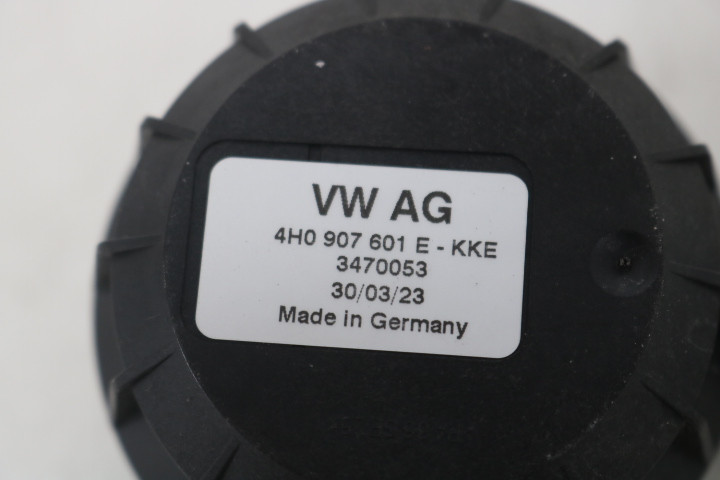 VW AG
4H0 907 601 E - KKE
3470053
30/03/23
Made in Germany